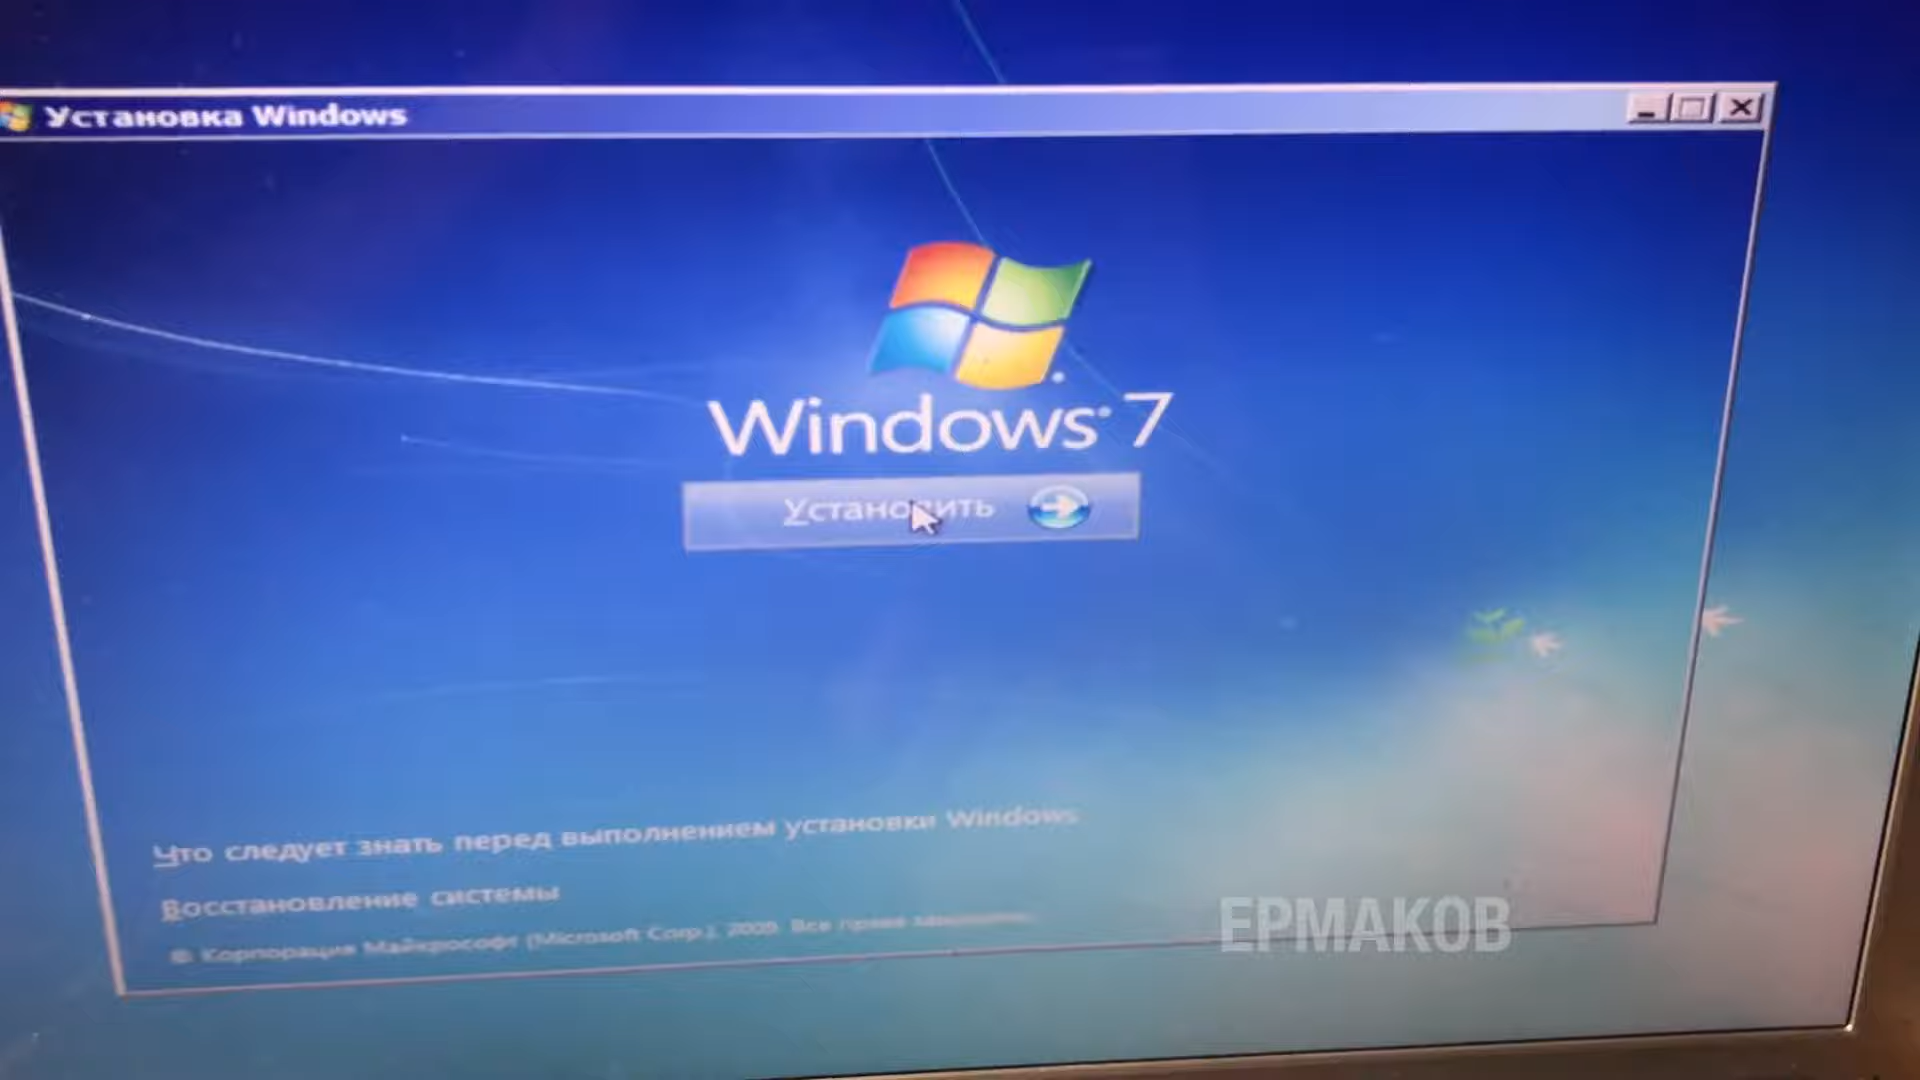 Установка Windows
Windows® 7
Установить
Что следует знать перед выполнением установки Windows
Восстановление системы
© Корпорация Майкрософт (Microsoft Corp.), 2009. Все права защищены.
ЕРМАКОВ